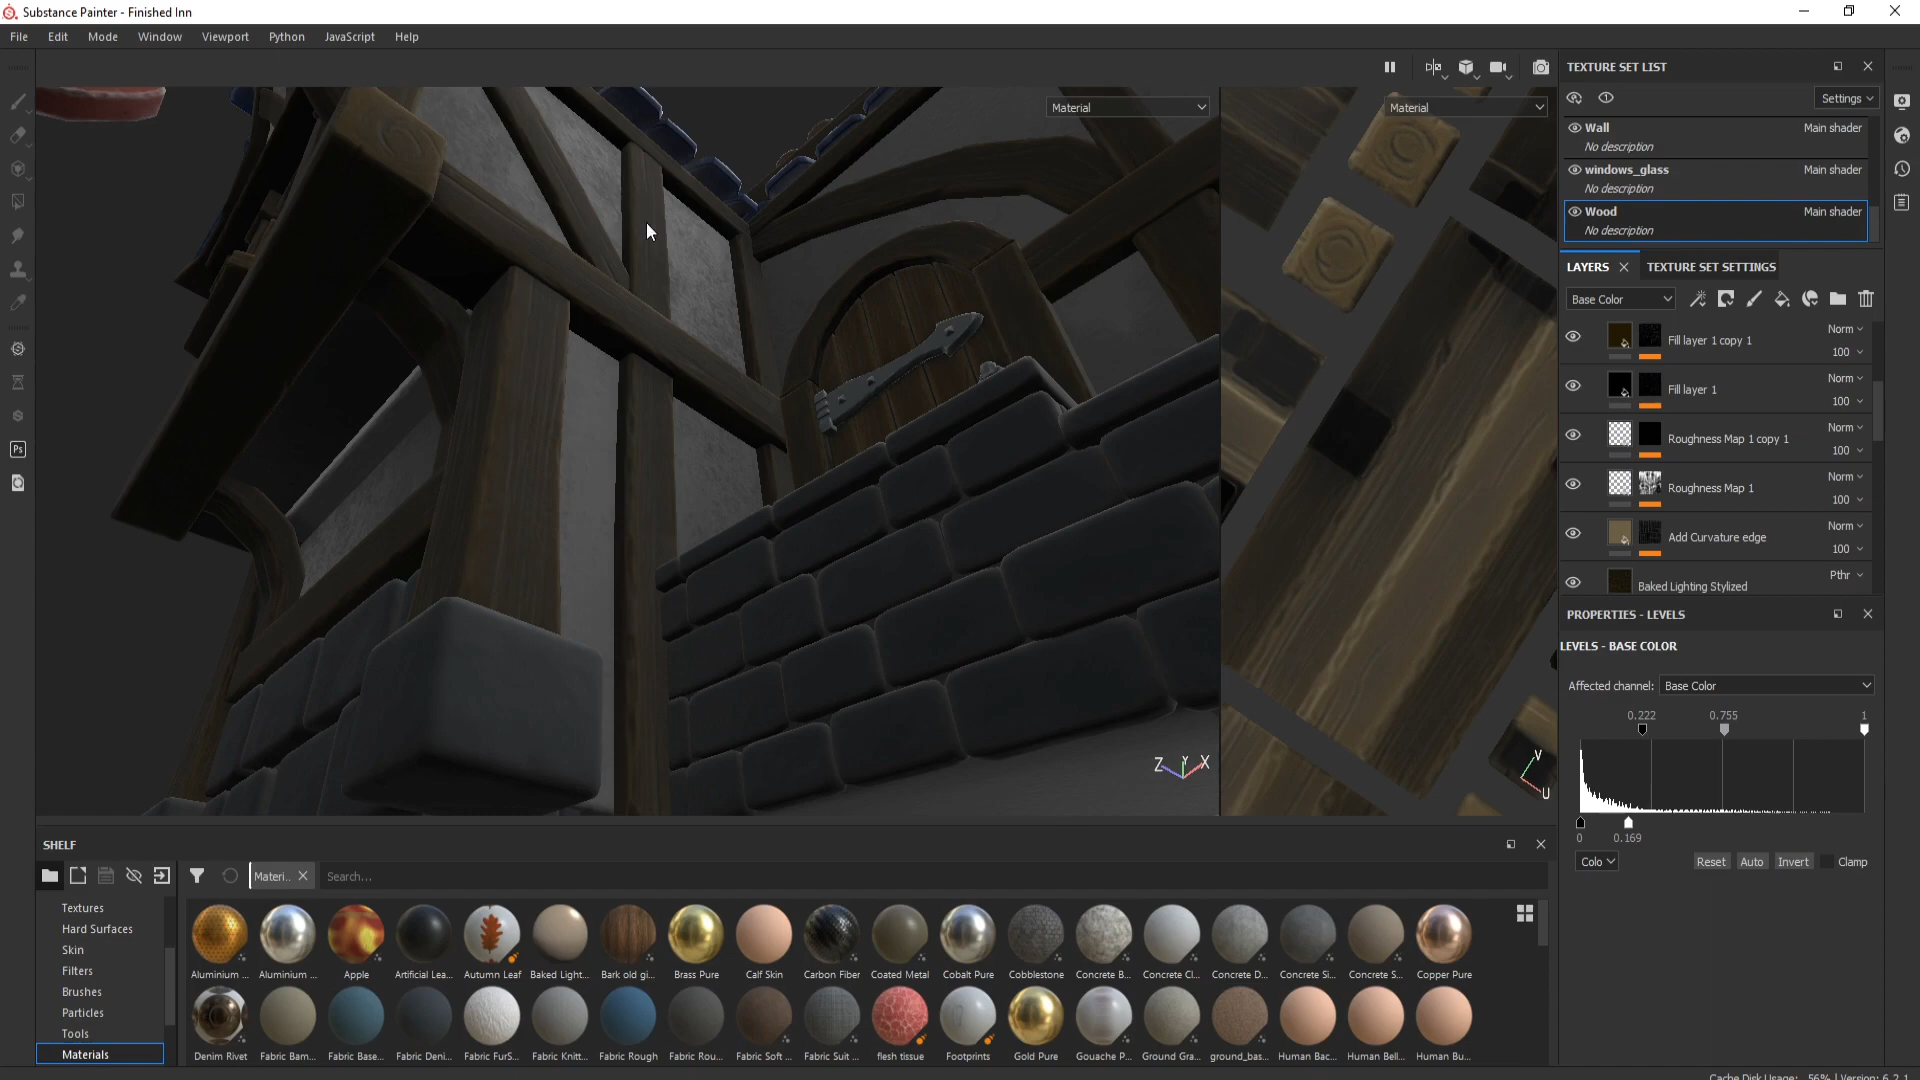 Substance Painter - Finished Inn
File Edit Mode Window Viewport Python JavaScript Help
Material
Material
TEXTURE SET LIST
Settings
Wall Main shader
No description
windows_glass Main shader
No description
Wood Main shader
No description
LAYERS TEXTURE SET SETTINGS
Base Color
Norm
Fill layer 1 copy 1
100
Norm
Fill layer 1
100
Norm
Roughness Map 1 copy 1
100
Norm
Roughness Map 1
100
Norm
Add Curvature edge
100
Pthr
Baked Lighting Stylized
PROPERTIES - LEVELS
LEVELS - BASE COLOR
Affected channel: Base Color
0.222 0.755 1
0 0.169
Colo Reset Auto Invert Clamp
Z Y X
V
U
Ps
SHELF
Materi.. Search...
Textures
Hard Surfaces
Skin
Filters
Brushes
Particles
Tools
Materials
Aluminium ... Aluminium ... Apple Artificial Lea... Autumn Leaf Baked Light... Bark old gi... Brass Pure Calf Skin Carbon Fiber Coated Metal Cobalt Pure Cobblestone Concrete B... Concrete Cl... Concrete D... Concrete Si... Concrete S... Copper Pure
Denim Rivet Fabric Bam... Fabric Base... Fabric Deni... Fabric FurS... Fabric Knitt... Fabric Rough Fabric Rou... Fabric Soft ... Fabric Suit ... flesh tissue Footprints Gold Pure Gouache P... Ground Gra... ground_bas... Human Bac... Human Bell... Human Bu...
Cache Disk Usage: 56% | Version: 6.2.1